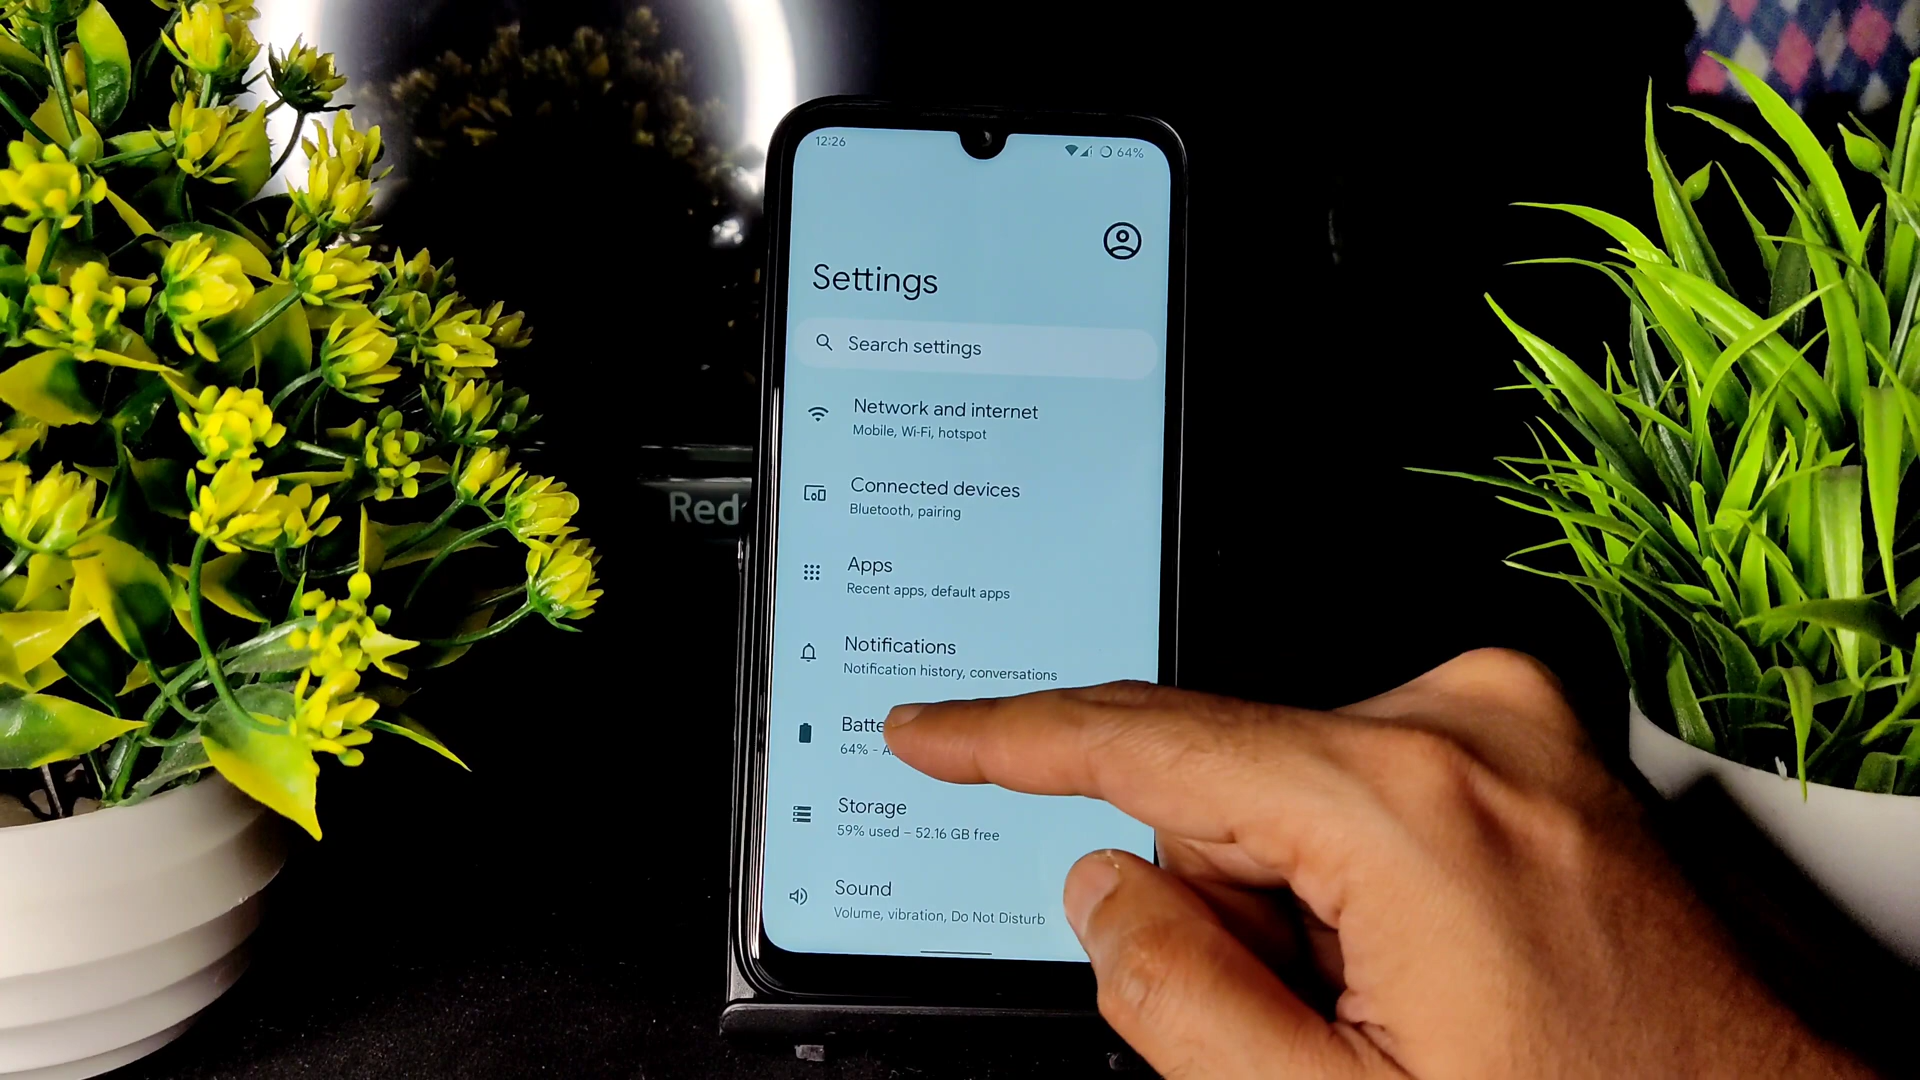 12:26
64%
Settings
Search settings
Network and internet
Mobile, Wi-Fi, hotspot
Connected devices
Bluetooth, pairing
Apps
Recent apps, default apps
Notifications
Notification history, conversations
64% -
Storage
59% used – 52.16 GB free
Sound
Volume, vibration, Do Not Disturb